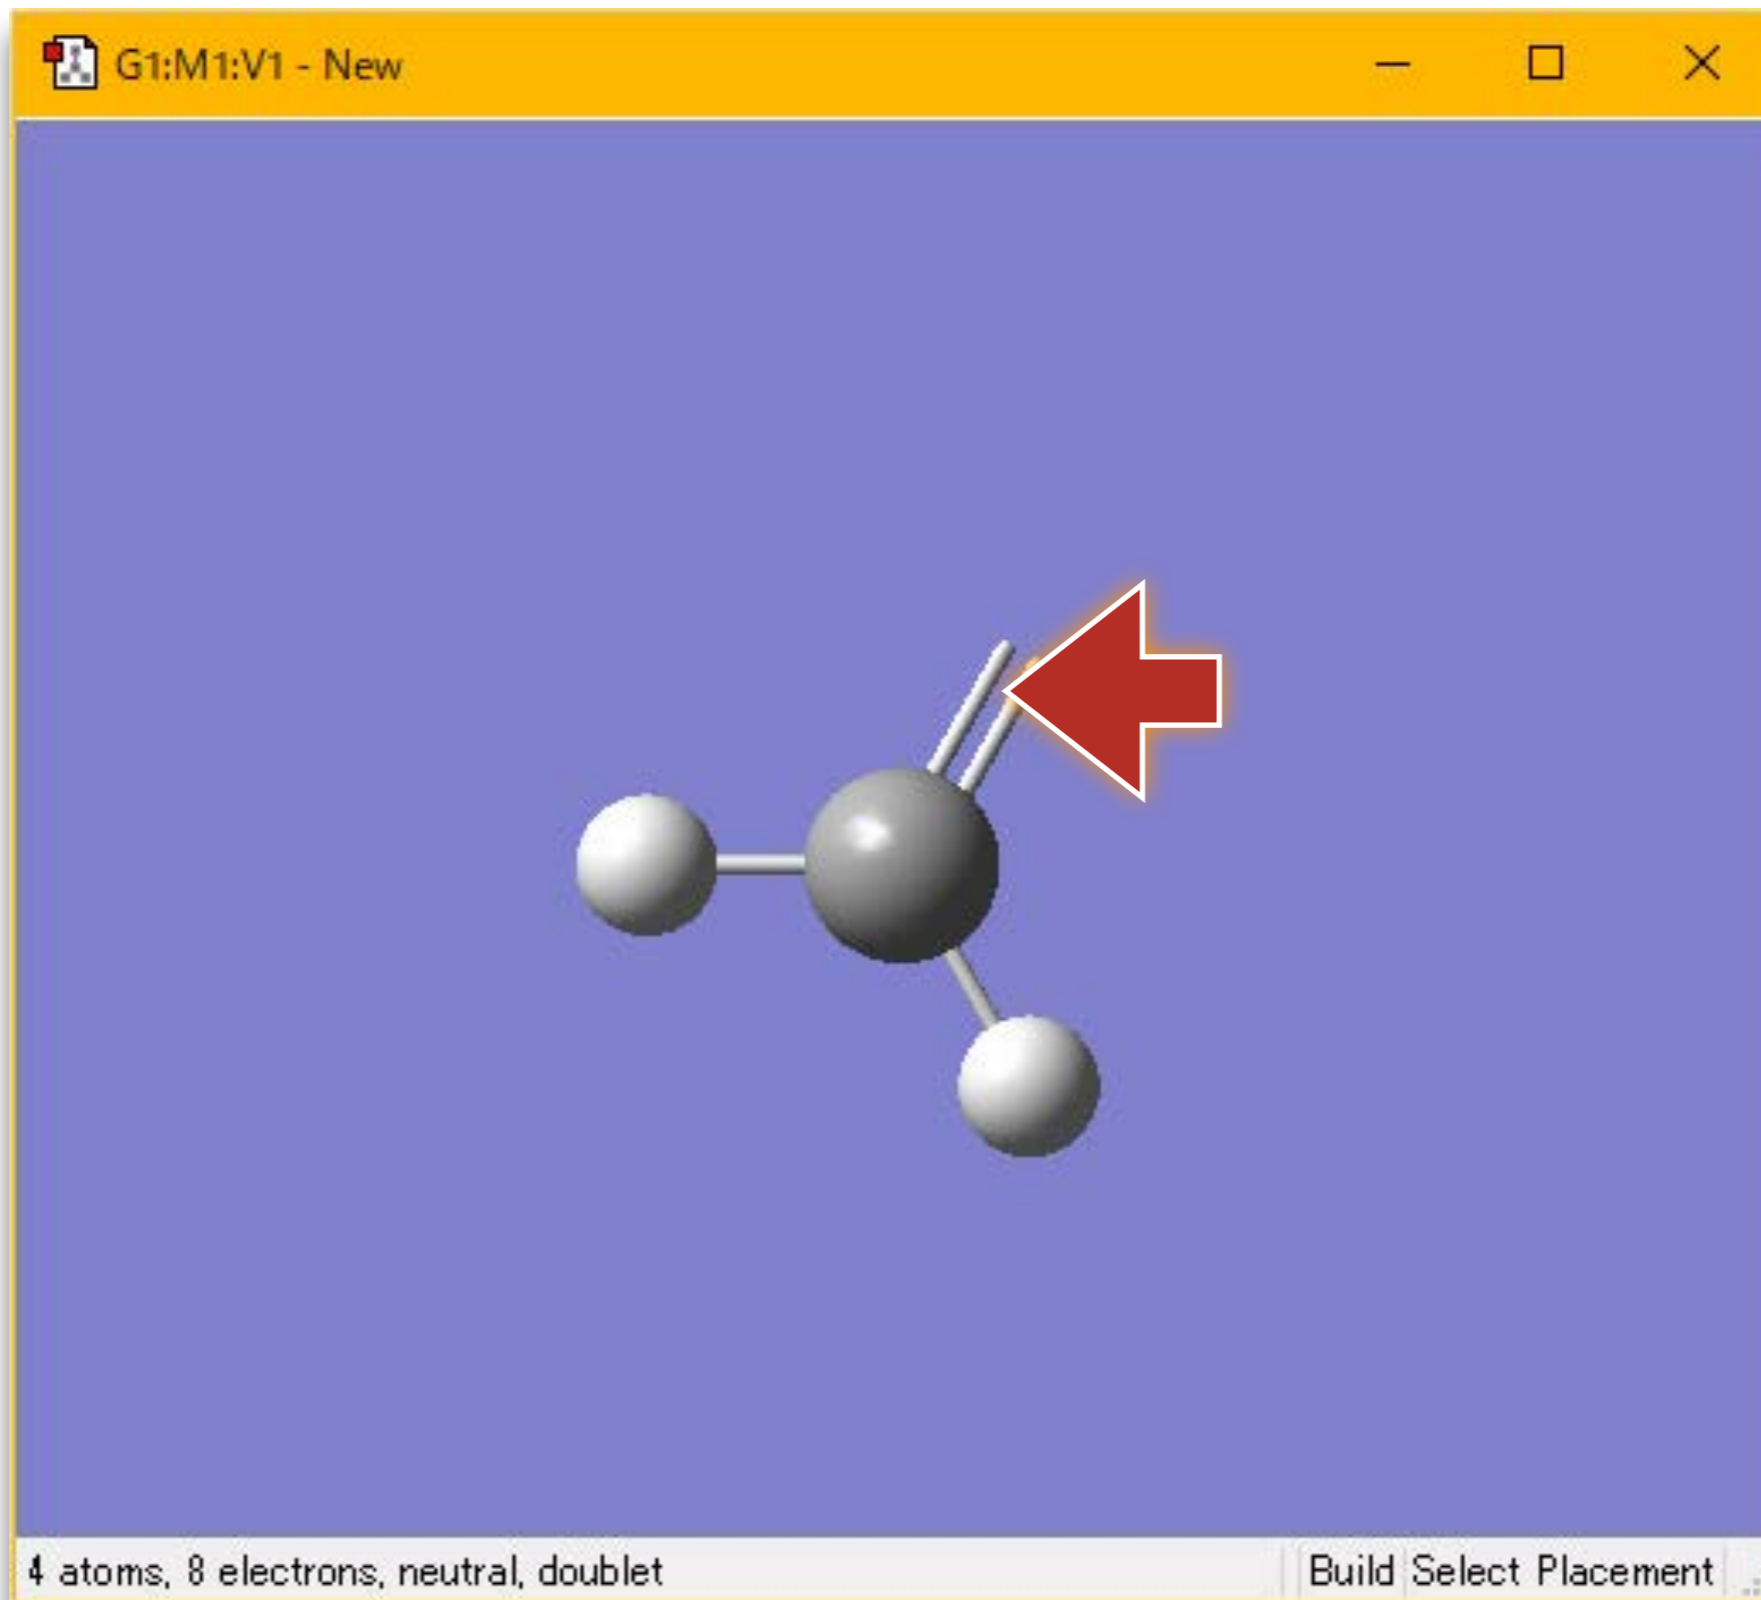 G1:M1:V1 - New
4 atoms, 8 electrons, neutral, doublet
Build Select Placement